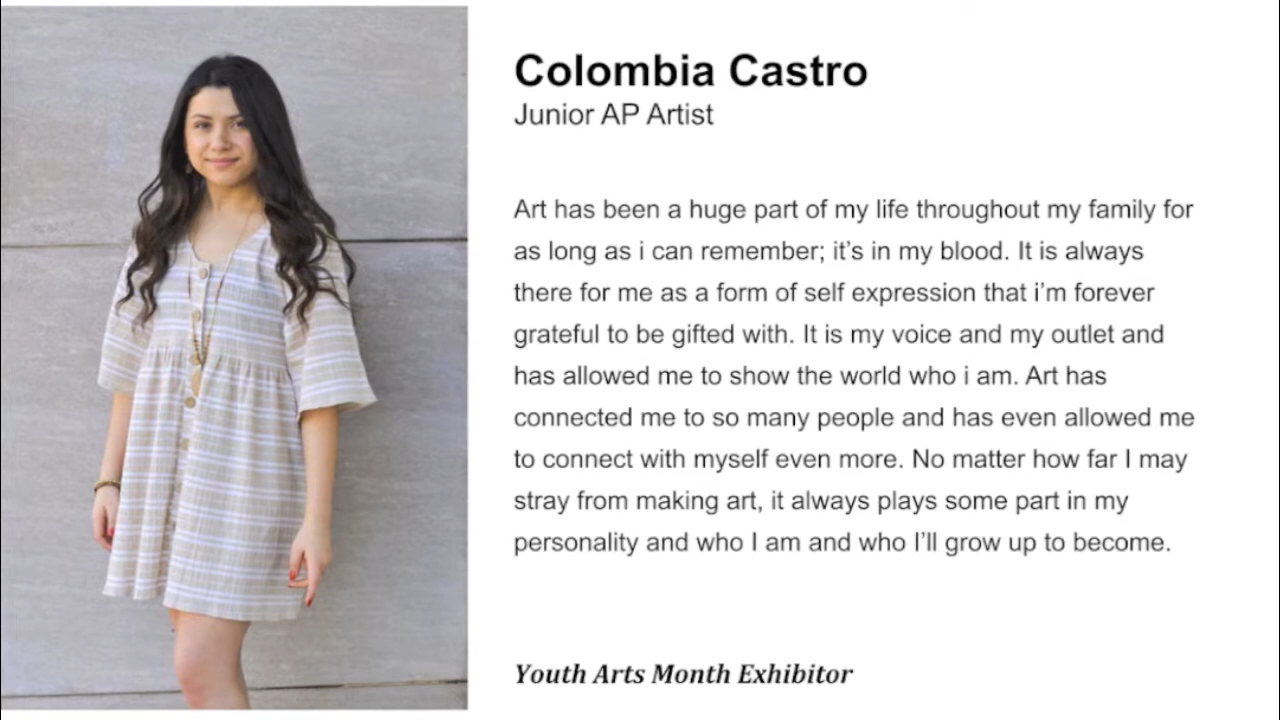 Colombia Castro
Junior AP Artist
Art has been a huge part of my life throughout my family for
as long as i can remember; it’s in my blood. It is always
there for me as a form of self expression that i’m forever
grateful to be gifted with. It is my voice and my outlet and
has allowed me to show the world who i am. Art has
connected me to so many people and has even allowed me
to connect with myself even more. No matter how far I may
stray from making art, it always plays some part in my
personality and who I am and who I’ll grow up to become.
Youth Arts Month Exhibitor